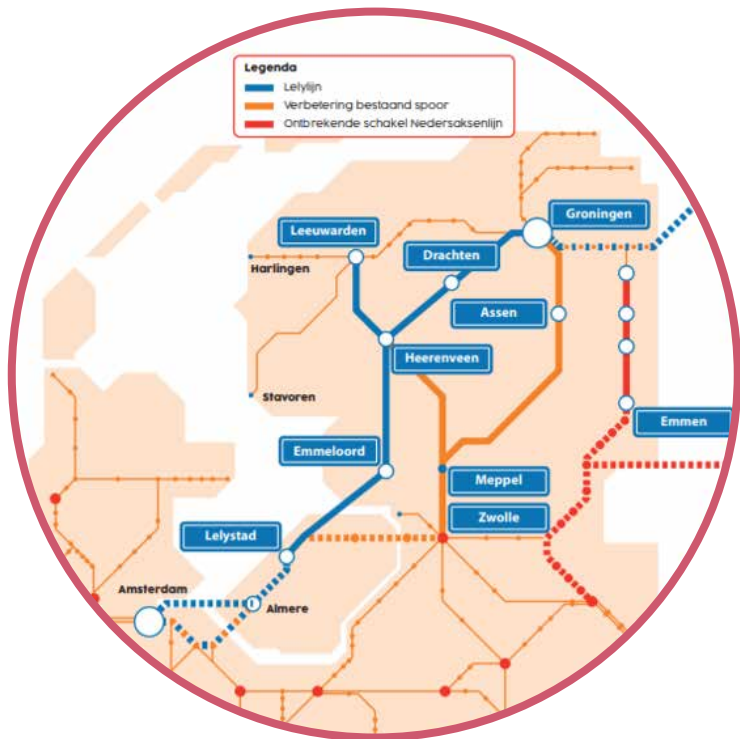 Legenda
Lelylijn
Verbetering bestaand spoor
Ontbrekende schakel Nedersaksenlijn
Groningen
Leeuwarden
Drachten
Harlingen
Assen
Heerenveen
Stavoren
Emmen
Emmeloord
Meppel
Zwolle
Lelystad
Amsterdam
Almere